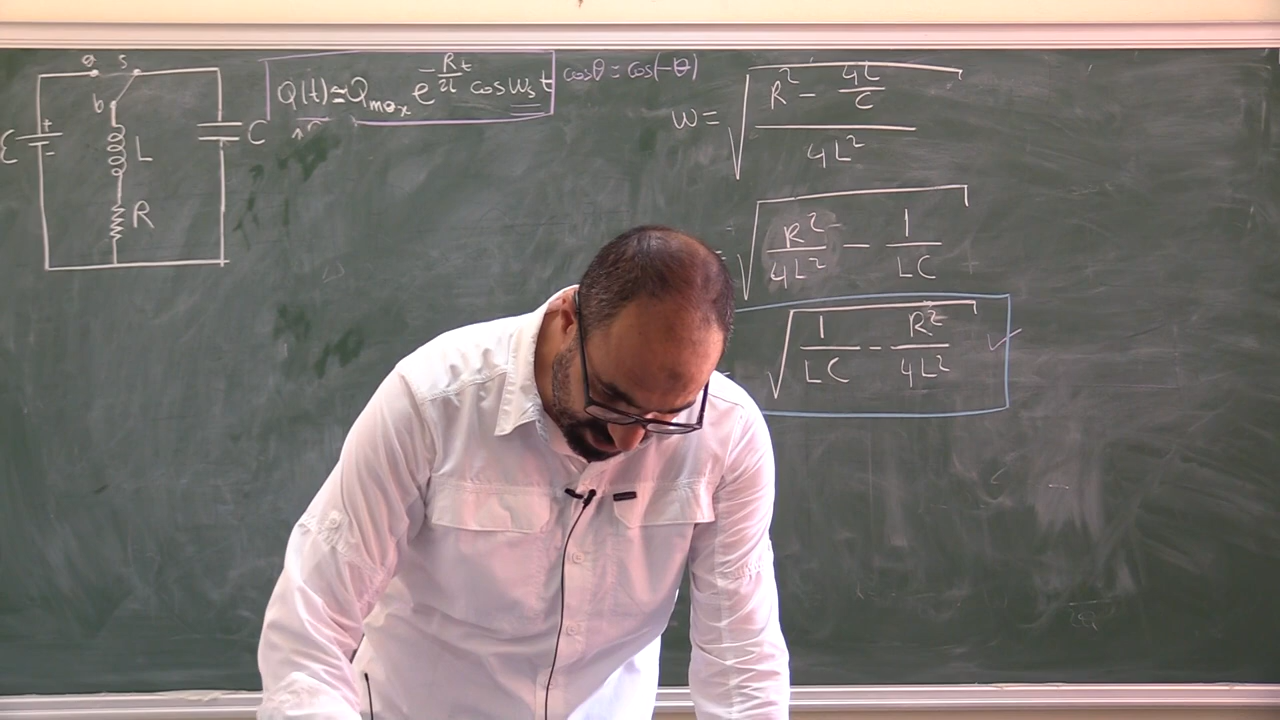 a s
b
ε + -
L
R
C
Q(t) ≃ Q_max e^{-Rt/2L} cos ω_s t
cosθ = cos(-θ)
ω = √((R² - 4L/C) / 4L²)
√(R²/4L² - 1/LC)
√(1/LC - R²/4L²) ✓